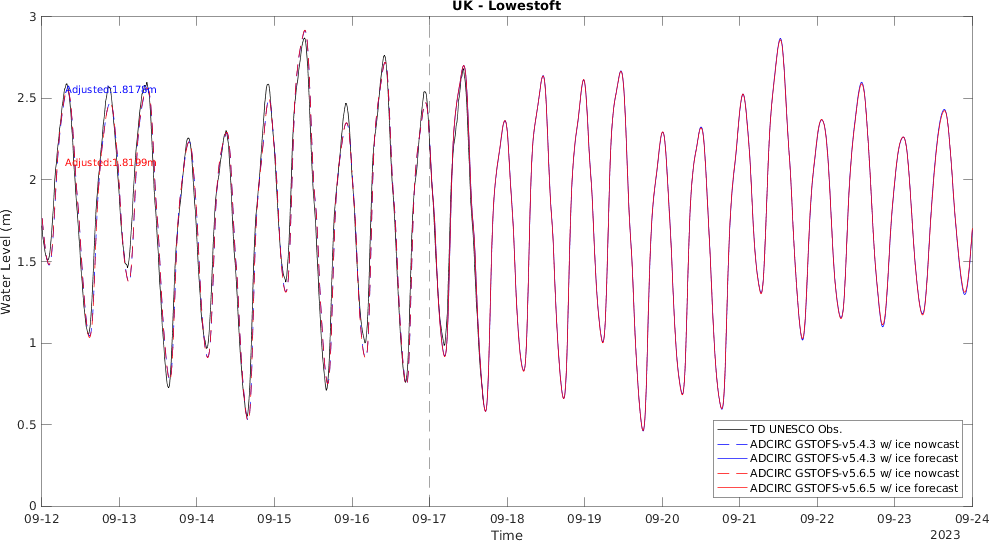 UK - Lowestoft
3
2.5
2
1.5
1
0.5
0
Water Level (m)
Adjusted:1.8178m
Adjusted:1.8199m
TD UNESCO Obs.
ADCIRC GSTOFS-v5.4.3 w/ ice nowcast
ADCIRC GSTOFS-v5.4.3 w/ ice forecast
ADCIRC GSTOFS-v5.6.5 w/ ice nowcast
ADCIRC GSTOFS-v5.6.5 w/ ice forecast
09-12 09-13 09-14 09-15 09-16 09-17 09-18 09-19 09-20 09-21 09-22 09-23 09-24
Time
2023